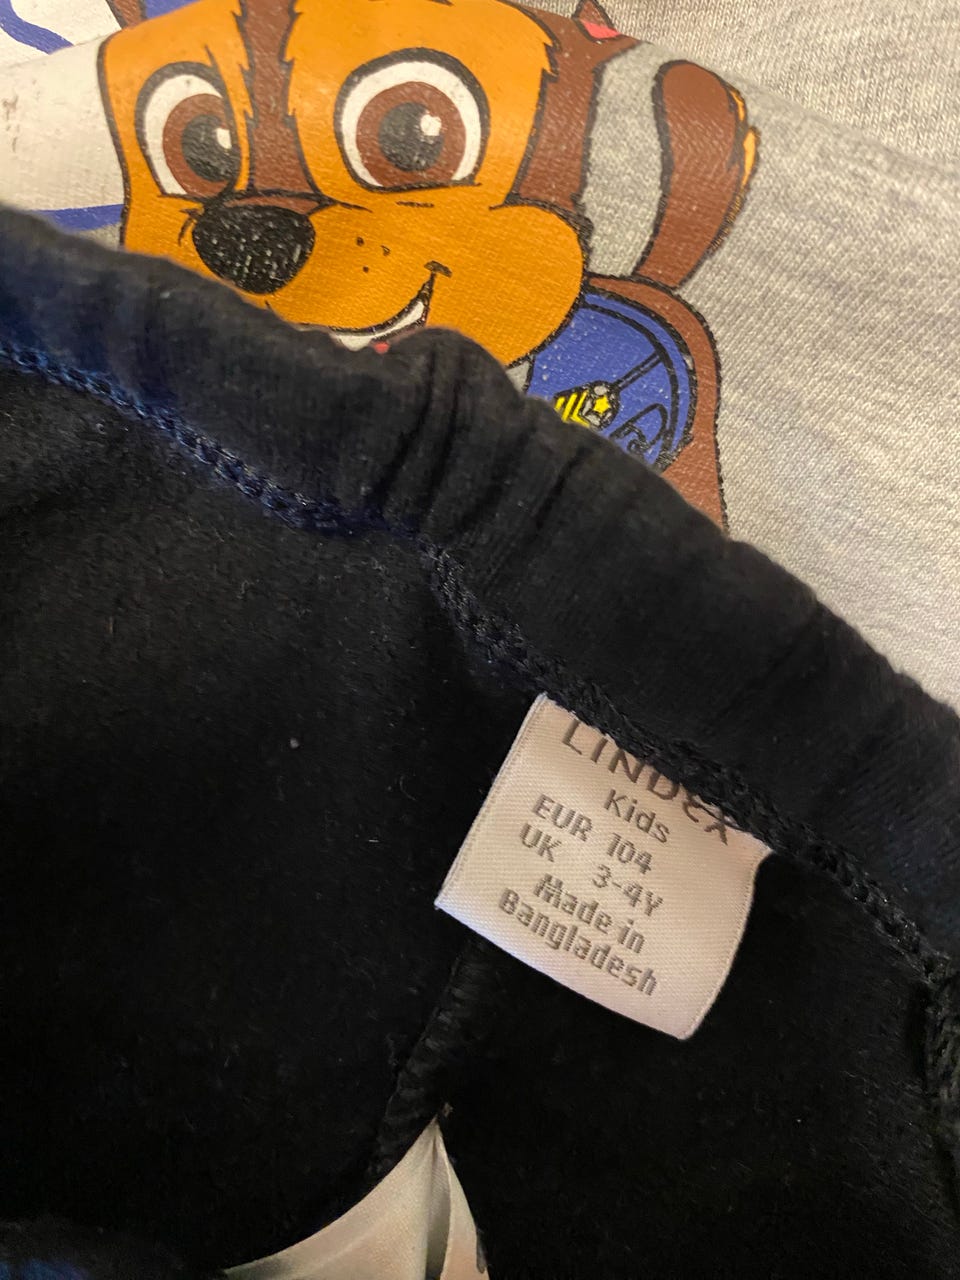 LINDEX
Kids
EUR 104
UK 3-4Y
Made in
Bangladesh